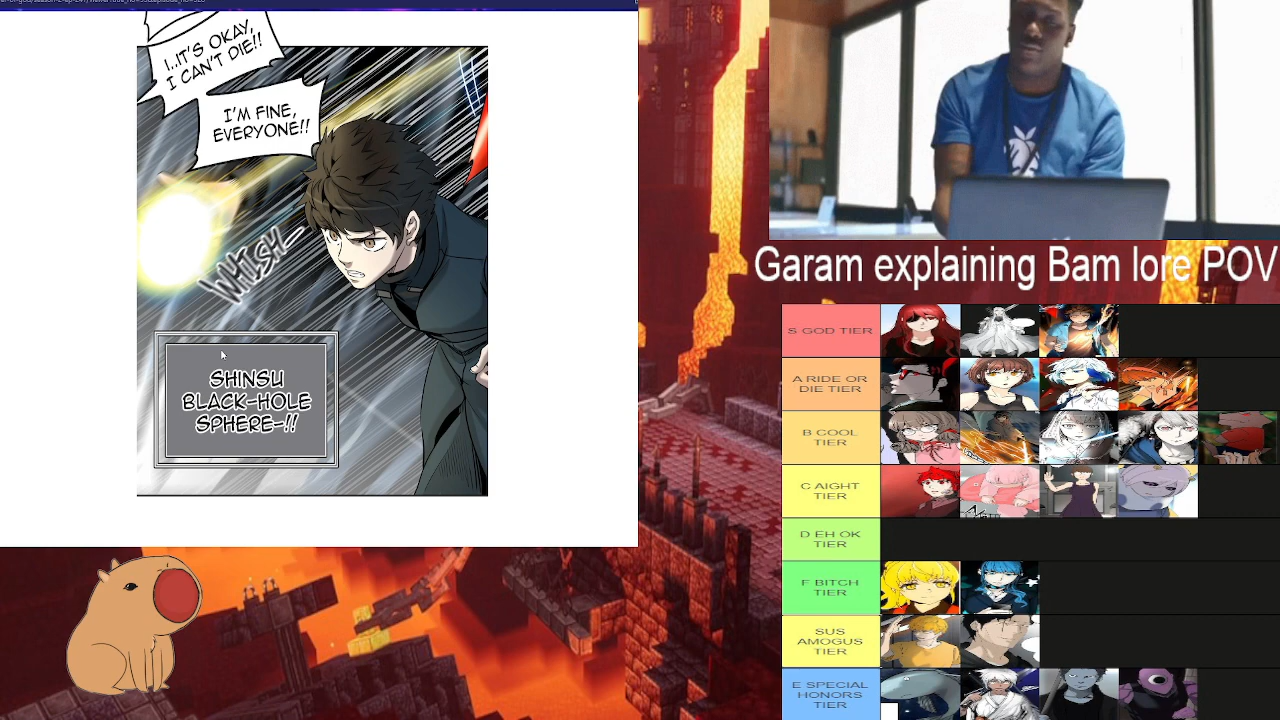 I..IT'S OKAY,
I CAN'T DIE!!
I'M FINE,
EVERYONE!!
WHISH—
SHINSU
BLACK-HOLE
SPHERE-!!
Garam explaining Bam lore POV
S GOD TIER
A RIDE OR
DIE TIER
B COOL
TIER
C AIGHT
TIER
D EH OK
TIER
F BITCH
TIER
SUS
AMOGUS
TIER
E SPECIAL
HONORS
TIER